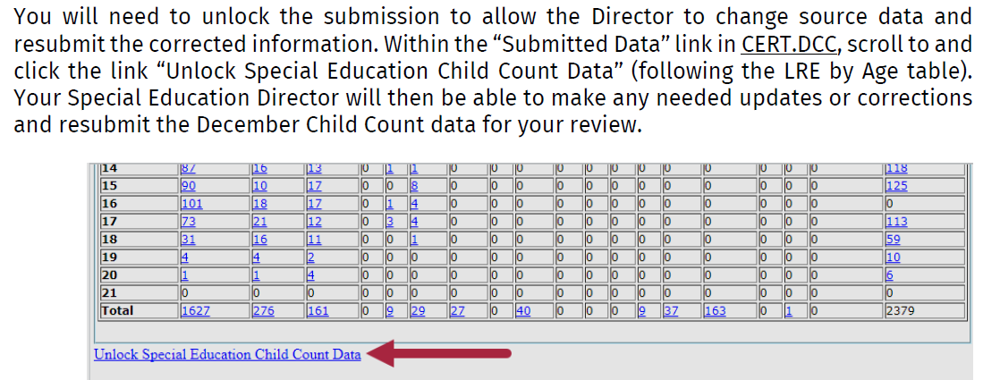 You will need to unlock the submission to allow the Director to change source data and
resubmit the corrected information. Within the “Submitted Data” link in CERT.DCC, scroll to and
click the link “Unlock Special Education Child Count Data” (following the LRE by Age table).
Your Special Education Director will then be able to make any needed updates or corrections
and resubmit the December Child Count data for your review.
14 87 16 13 0 1 1 0 0 0 0 0 0 0 0 0 0 0 0 118
15 90 10 17 0 0 8 0 0 0 0 0 0 0 0 0 0 0 0 125
16 101 18 17 0 1 4 0 0 0 0 0 0 0 0 0 0 0 0 0
17 73 21 12 0 3 4 0 0 0 0 0 0 0 0 0 0 0 0 113
18 31 16 11 0 0 1 0 0 0 0 0 0 0 0 0 0 0 0 59
19 4 4 2 0 0 0 0 0 0 0 0 0 0 0 0 0 0 0 10
20 1 1 4 0 0 0 0 0 0 0 0 0 0 0 0 0 0 0 6
21 0 0 0 0 0 0 0 0 0 0 0 0 0 0 0 0 0 0 0
Total 1627 276 161 0 9 29 27 0 40 0 0 0 9 37 163 0 1 0 2379
Unlock Special Education Child Count Data